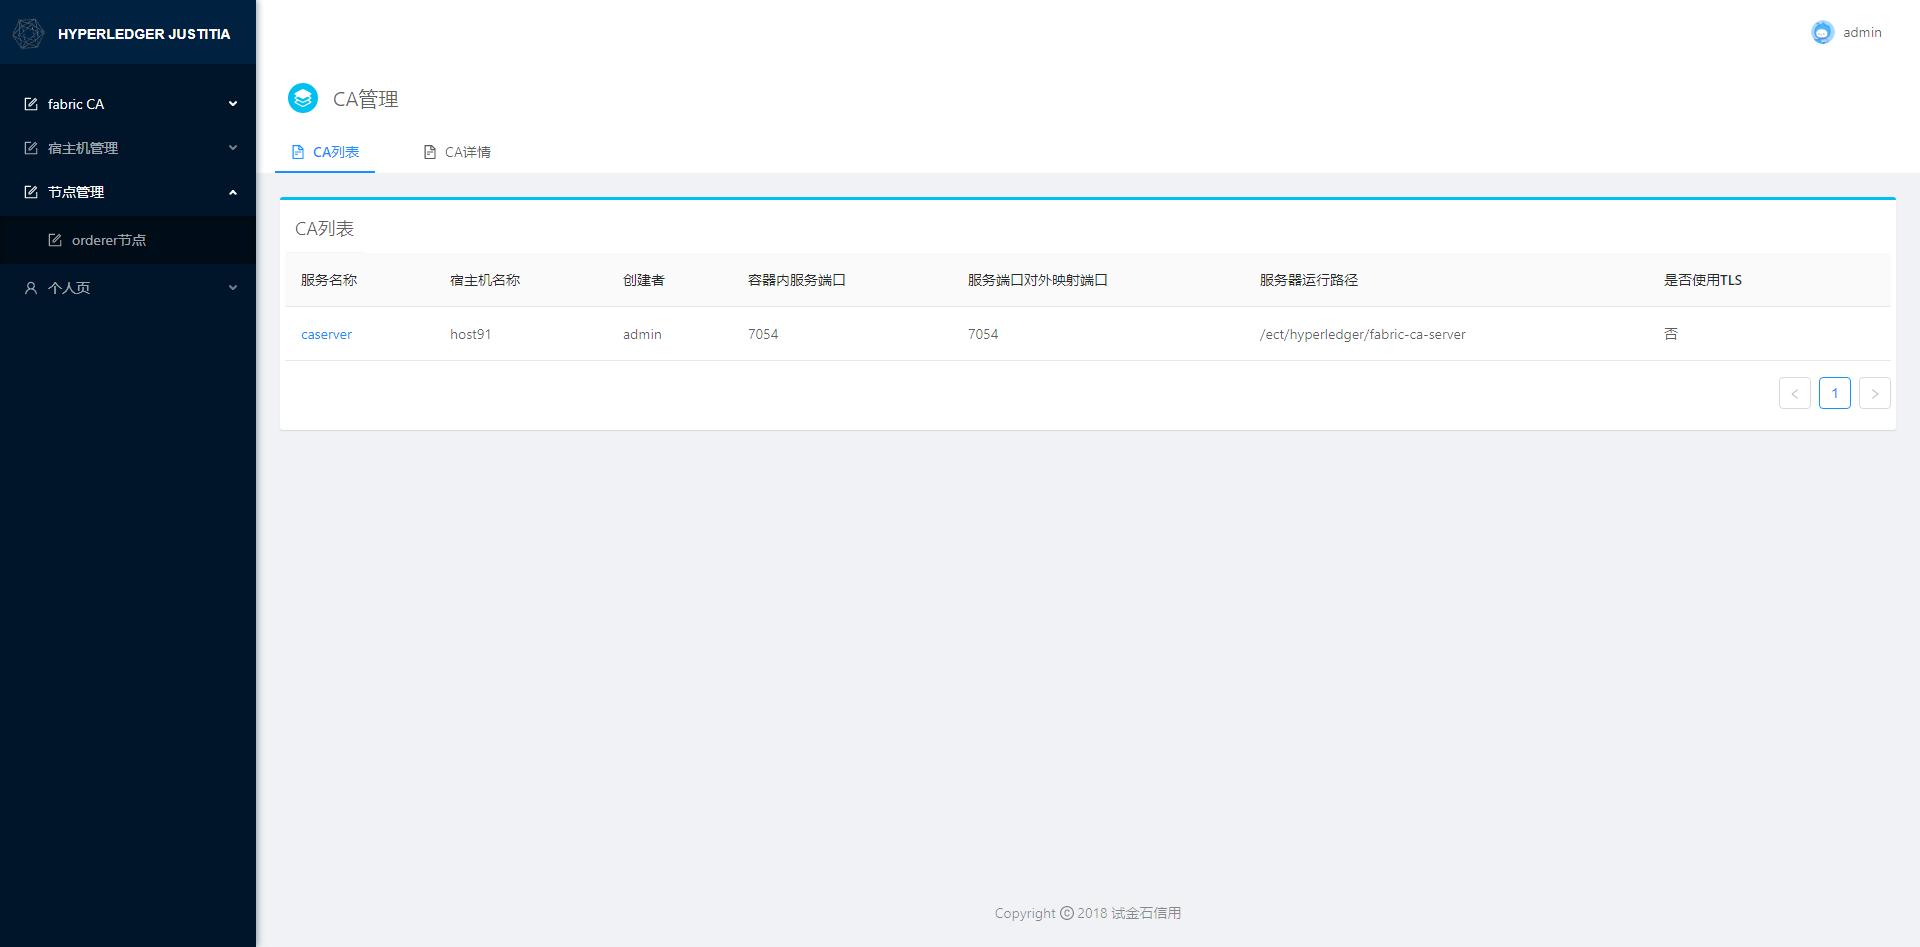 HYPERLEDGER JUSTITIA
admin
fabric CA
宿主机管理
节点管理
orderer节点
个人页
CA管理
CA列表
CA详情
CA列表
服务名称 宿主机名称 创建者 容器内服务端口 服务端口对外映射端口 服务器运行路径 是否使用TLS
caserver host91 admin 7054 7054 /ect/hyperledger/fabric-ca-server 否
< 1 >
Copyright © 2018 试金石信用